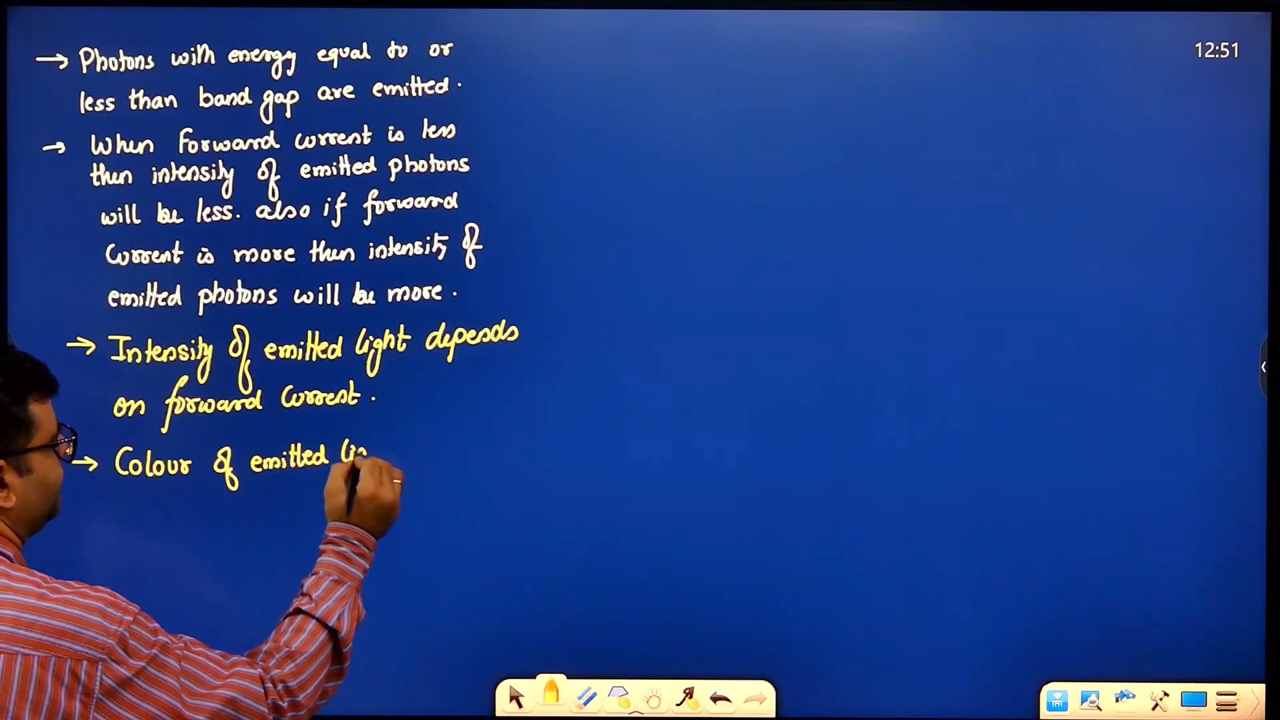 12:51
→ Photons with energy equal to or
less than band gap are emitted.
→ When Forward current is less
then intensity of emitted photons
will be less. also if forward
current is more then intensity of
emitted photons will be more.
→ Intensity of emitted light depends
on forward current.
→ Colour of emitted